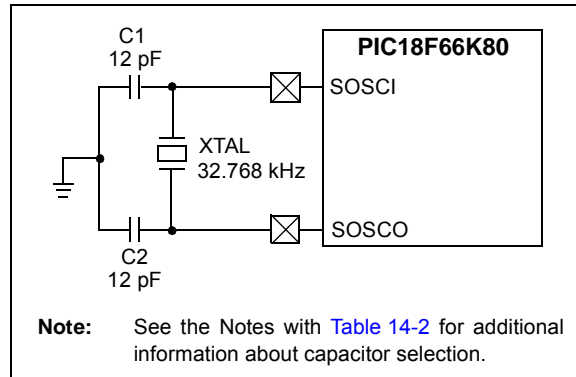 C1
12 pF
PIC18F66K80
SOSCI
XTAL
32.768 kHz
SOSCO
C2
12 pF
Note: See the Notes with Table 14-2 for additional
information about capacitor selection.